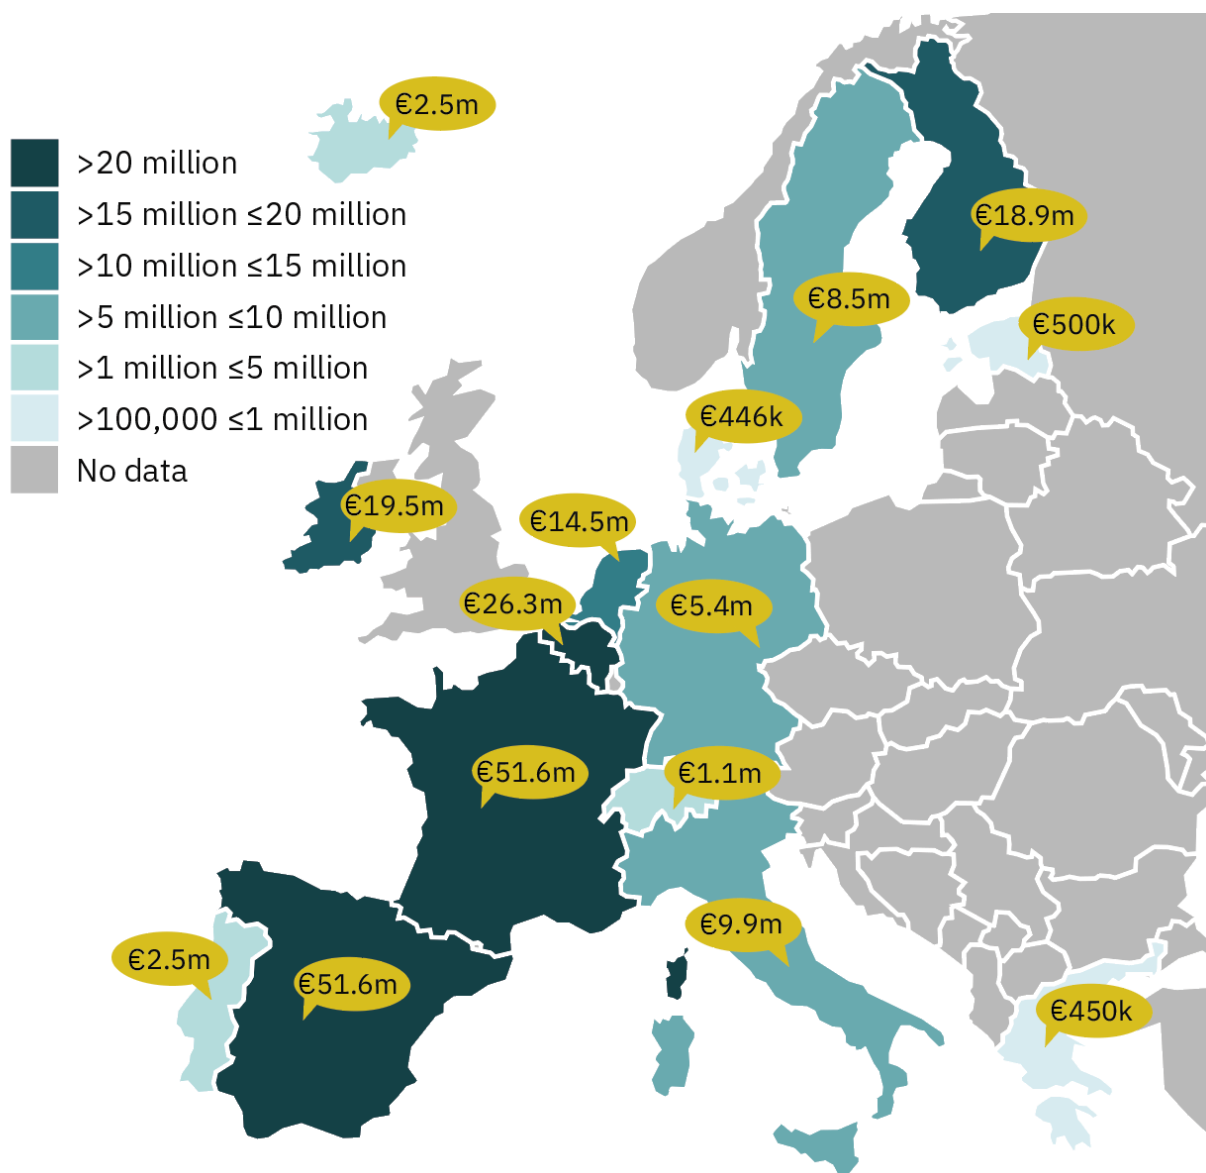 €2.5m
>20 million
>15 million ≤20 million
>10 million ≤15 million
>5 million ≤10 million
>1 million ≤5 million
>100,000 ≤1 million
No data
€18.9m
€8.5m
€500k
€446k
€19.5m
€14.5m
€26.3m
€5.4m
€51.6m
€1.1m
€9.9m
€2.5m
€51.6m
€450k